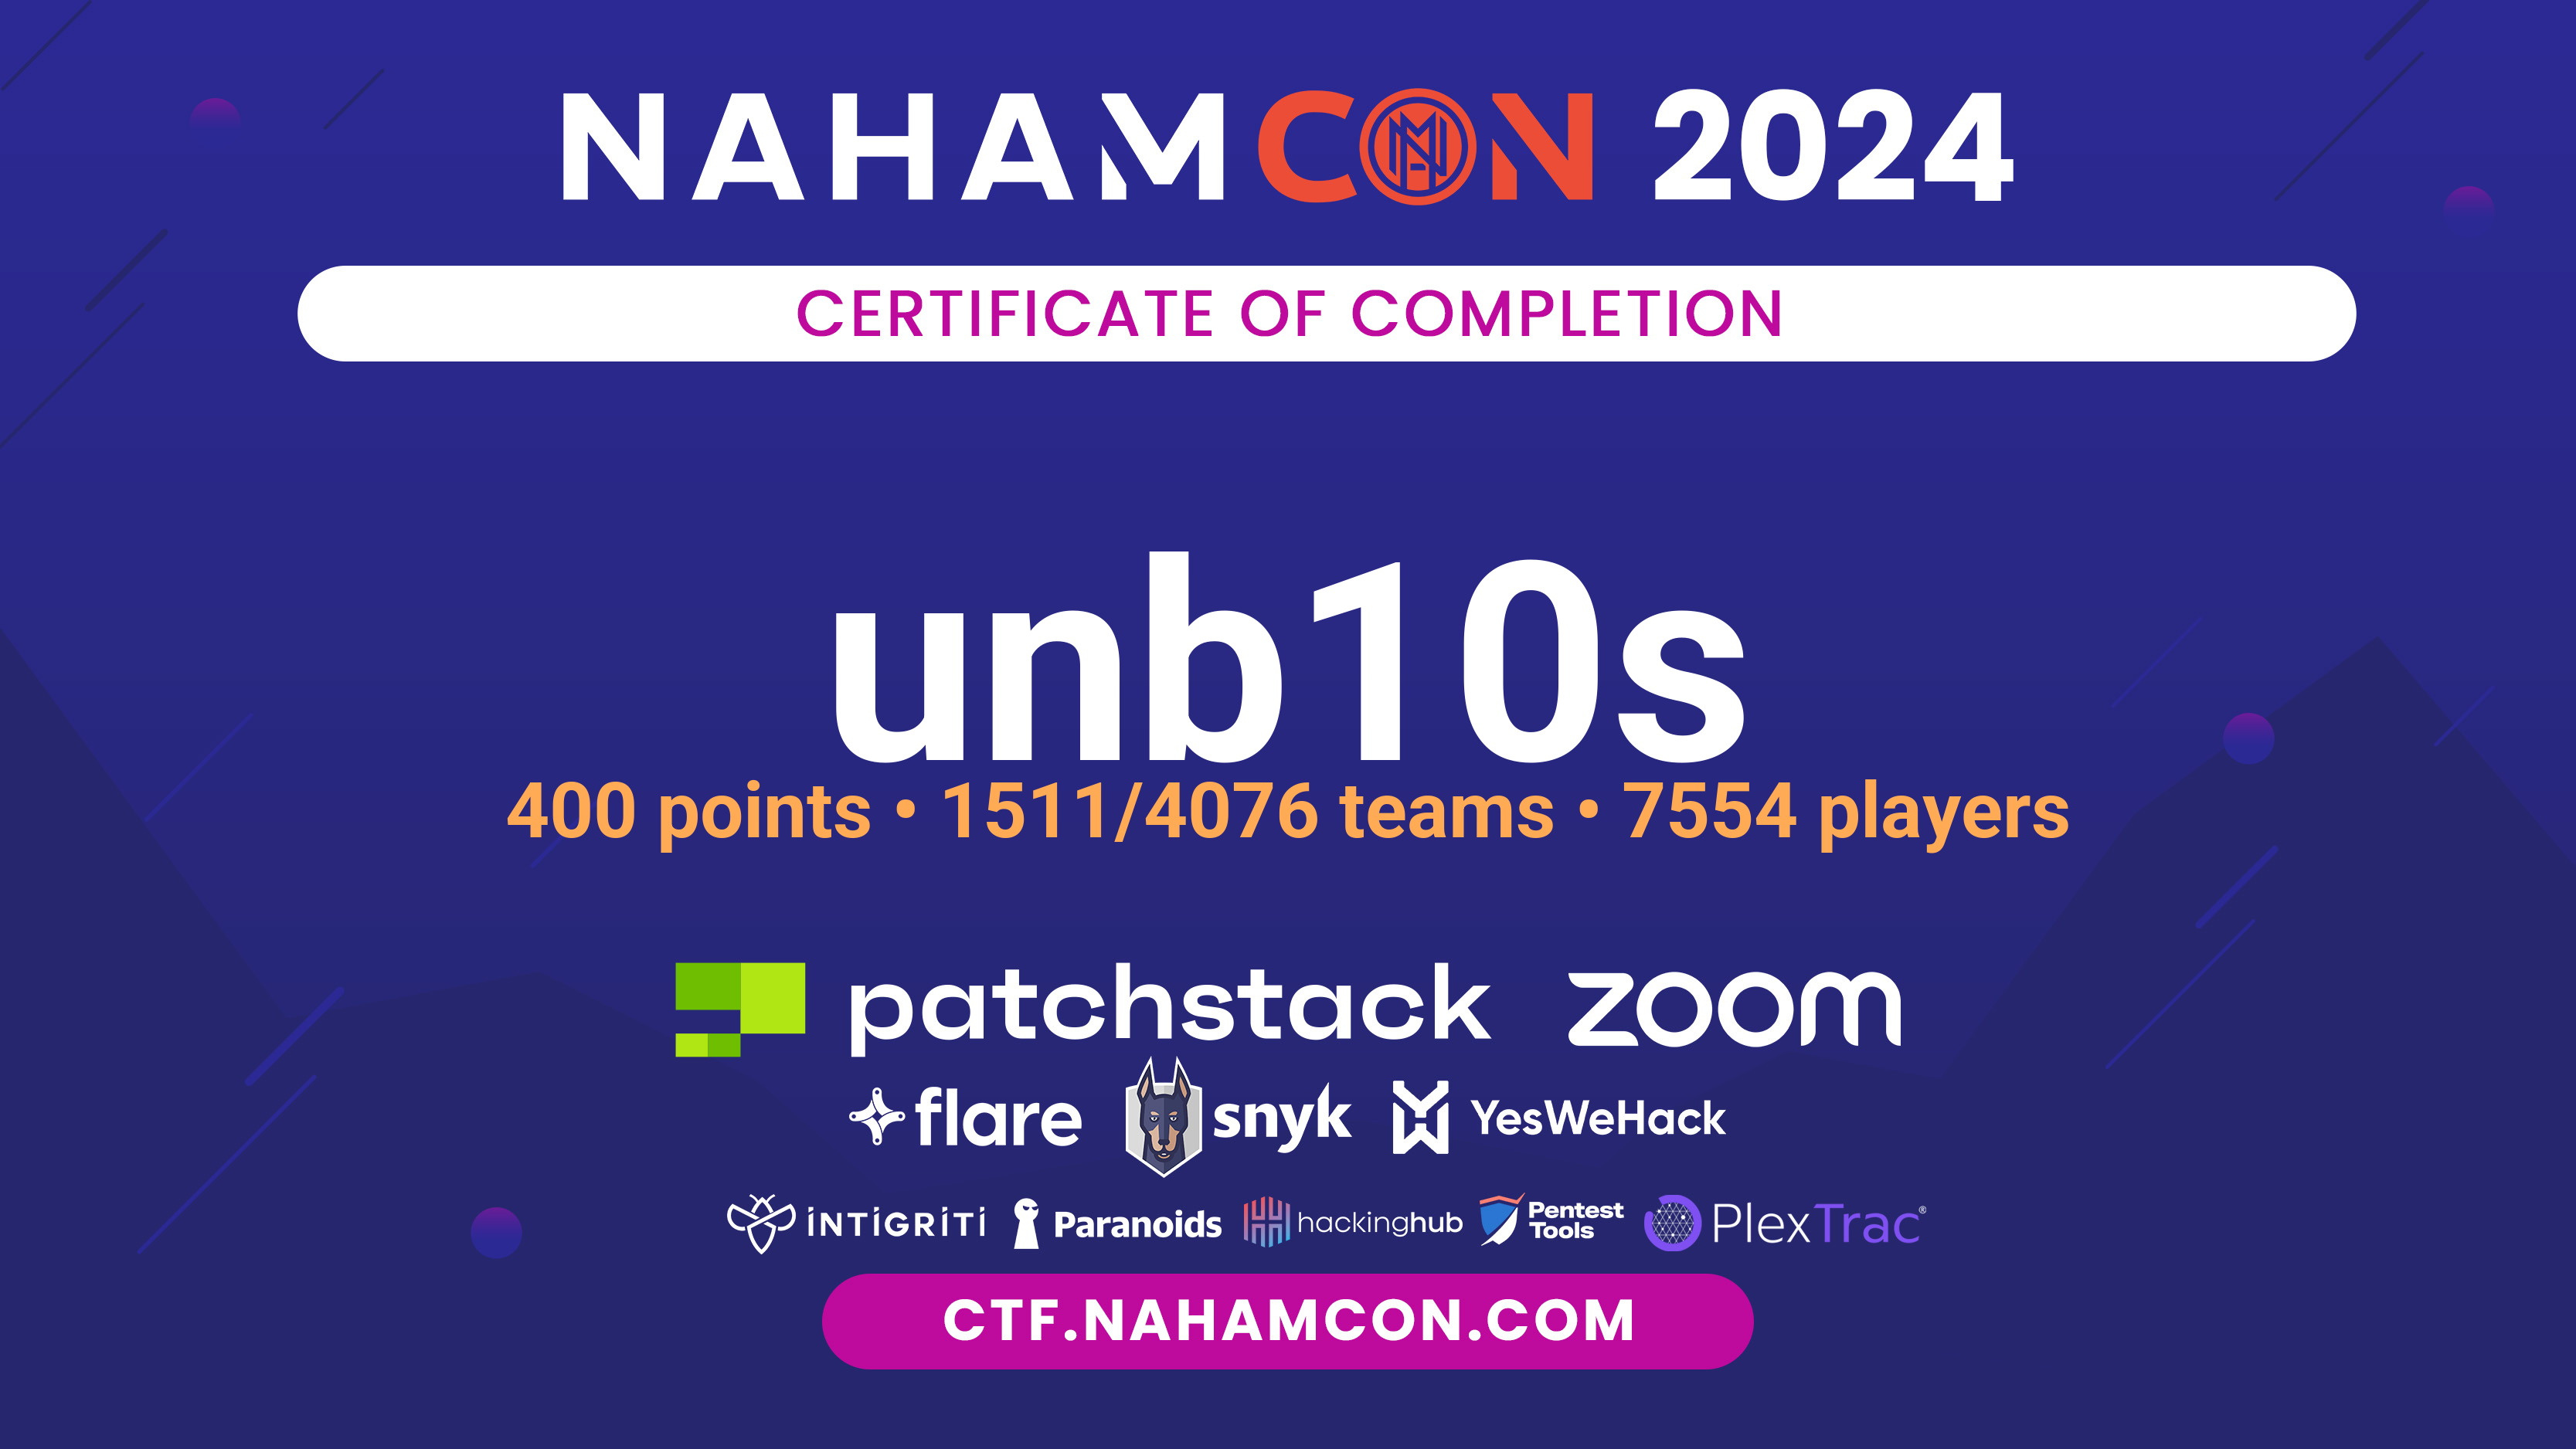 NAHAMCON 2024
CERTIFICATE OF COMPLETION
unb10s
400 points • 1511/4076 teams • 7554 players
patchstack zoom
flare snyk YesWeHack
INTIGRITI Paranoids hackinghub Pentest Tools PlexTrac®
CTF.NAHAMCON.COM